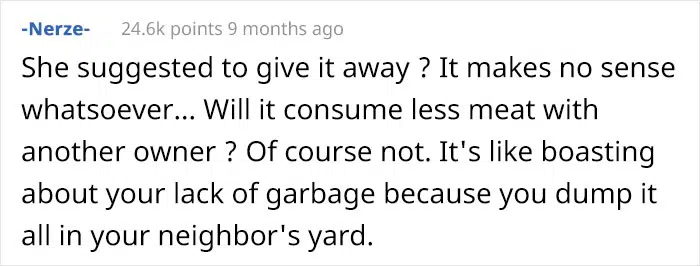 -Nerze- 24.6k points 9 months ago
She suggested to give it away ? It makes no sense
whatsoever... Will it consume less meat with
another owner ? Of course not. It's like boasting
about your lack of garbage because you dump it
all in your neighbor's yard.